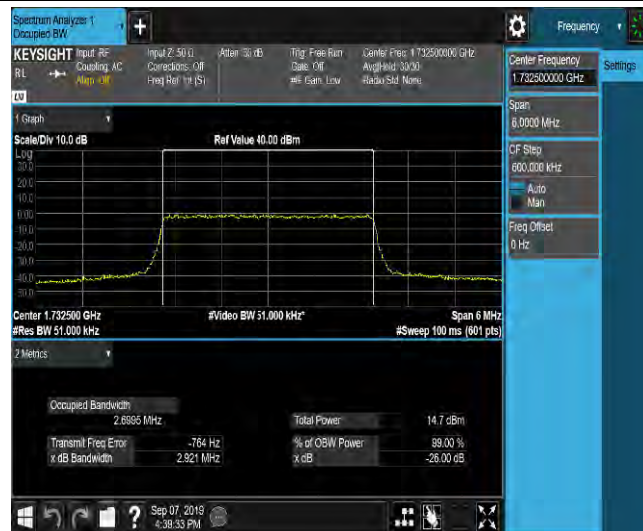 Spectrum Analyzer 1
Occupied BW
+
Frequency
KEYSIGHT Input: RF Input Z: 50 Ω Atten: 30 dB Trig: Free Run Center Freq: 1.732500000 GHz
RL Coupling: AC Corrections: Off Gate: Off Avg|Hold: 30/30
Align: Off Freq Ref: Int (S) #IF Gain: Low Radio Std: None
1 Graph
Scale/Div 10.0 dB Ref Value 40.00 dBm
Log
30.0
20.0
10.0
0.00
-10.0
-20.0
-30.0
-40.0
-50.0
Center 1.732500 GHz #Video BW 51.000 kHz* Span 6 MHz
#Res BW 51.000 kHz #Sweep 100 ms (601 pts)
2 Metrics
Occupied Bandwidth
2.6995 MHz Total Power 14.7 dBm
Transmit Freq Error -764 Hz % of OBW Power 99.00 %
x dB Bandwidth 2.921 MHz x dB -26.00 dB
Sep 07, 2019
4:39:33 PM
?
Center Frequency
1.732500000 GHz
Settings
Span
6.0000 MHz
CF Step
600.000 kHz
Auto
Man
Freq Offset
0 Hz